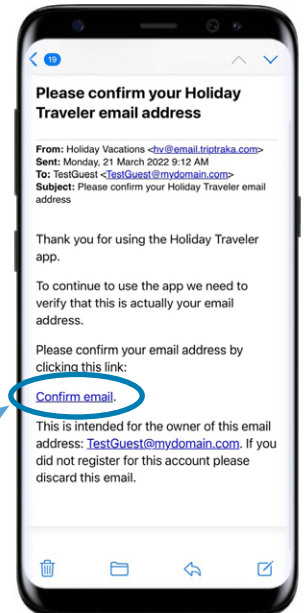 19
Please confirm your Holiday
Traveler email address
From: Holiday Vacations <hv@email.triptraka.com>
Sent: Monday, 21 March 2022 9:12 AM
To: TestGuest <TestGuest@mydomain.com>
Subject: Please confirm your Holiday Traveler email
address
Thank you for using the Holiday Traveler
app.
To continue to use the app we need to
verify that this is actually your email
address.
Please confirm your email address by
clicking this link:
Confirm email.
This is intended for the owner of this email
address: TestGuest@mydomain.com. If you
did not register for this account please
discard this email.